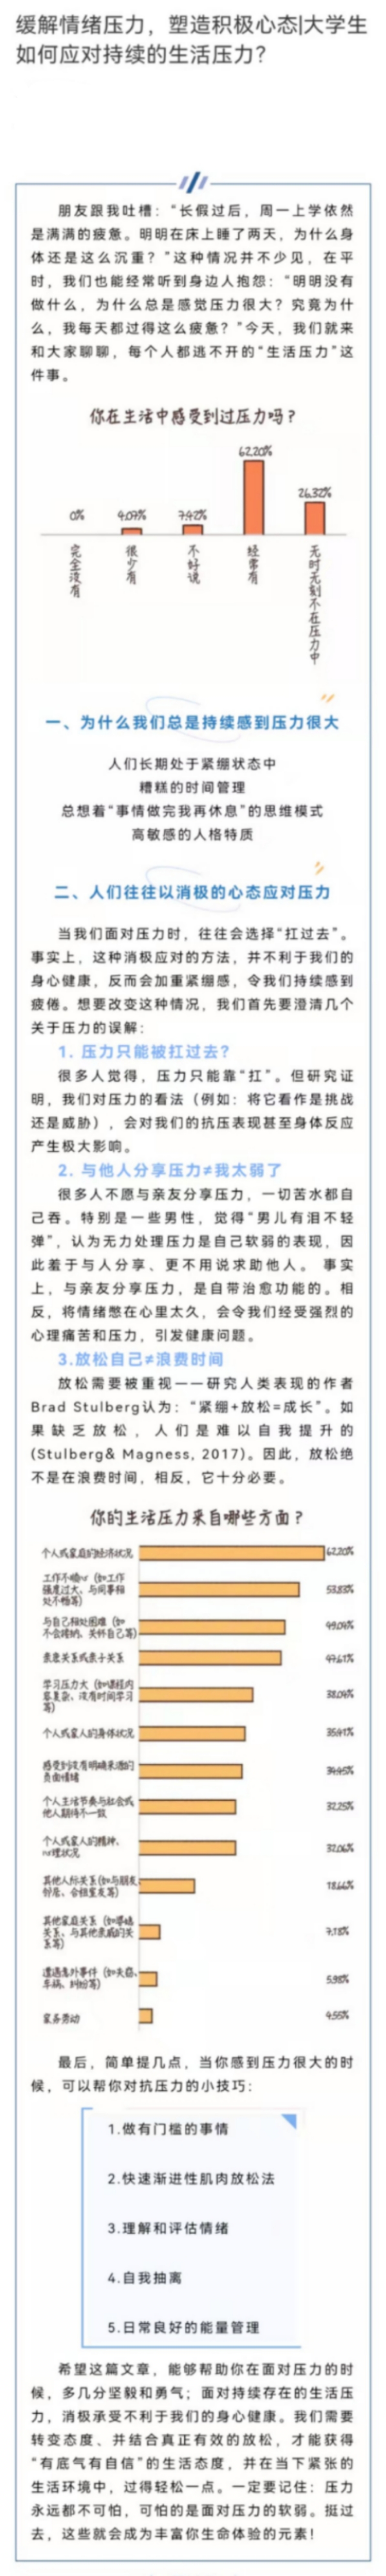 缓解情绪压力，塑造积极心态|大学生
如何应对持续的生活压力？
朋友跟我吐槽：“长假过后，周一上学依然
是满满的疲惫。明明在床上睡了两天，为什么身
体还是这么沉重？”这种情况并不少见，在平
时，我们也能经常听到身边人抱怨：“明明没有
做什么，为什么总是感觉压力很大？究竟为什
么，我每天都过得这么疲惫？”今天，我们就来
和大家聊聊，每个人都逃不开的“生活压力”这
件事。
你在生活中感受到过压力吗？
62.20%
26.32%
0%
4.07%
7.42%
完全没有
很少有
不好说
经常有
无时无刻不在压力中
一、为什么我们总是持续感到压力很大
人们长期处于紧绷状态中
糟糕的时间管理
总想着“事情做完我再休息”的思维模式
高敏感的人格特质
二、人们往往以消极的心态应对压力
当我们面对压力时，往往会选择“扛过去”。
事实上，这种消极应对的方法，并不利于我们的
身心健康，反而会加重紧绷感，令我们持续感到
疲倦。想要改变这种情况，我们首先要澄清几个
关于压力的误解：
1. 压力只能被扛过去？
很多人觉得，压力只能靠“扛”。但研究证
明，我们对压力的看法（例如：将它看作是挑战
还是威胁），会对我们的抗压表现甚至身体反应
产生极大影响。
2. 与他人分享压力≠我太弱了
很多人不愿与亲友分享压力，一切苦水都自
己吞。特别是一些男性，觉得“男儿有泪不轻
弹”，认为无力处理压力是自己软弱的表现，因
此羞于与人分享、更不用说求助他人。 事实
上，与亲友分享压力，是自带治愈功能的。相
反，将情绪憋在心里太久，会令我们经受强烈的
心理痛苦和压力，引发健康问题。
3.放松自己≠浪费时间
放松需要被重视——研究人类表现的作者
Brad Stulberg认为：“紧绷+放松=成长”。如
果缺乏放松，人们是难以自我提升的
(Stulberg& Magness, 2017)。因此，放松绝
不是在浪费时间，相反，它十分必要。
你的生活压力来自哪些方面？
个人或家庭的经济状况
62.20%
工作不顺心（如工作
强度过大、与同事相
处不畅等）
53.83%
与自己相处困难（如
不会接纳、关怀自己等）
49.04%
亲密关系或亲子关系
47.61%
学习压力大（如课程内
容复杂、没有时间学习
等）
38.04%
个人或家人的身体状况
35.41%
感受到没有明确来源的
负面情绪
34.45%
个人生活节奏与社会或
他人期待不一致
32.25%
个人或家人的精神、
心理状况
32.06%
其他人际关系（如与朋友、
邻居、合租室友等）
18.66%
其他家庭关系（如婆媳
关系、与其他亲戚的关
系等）
7.18%
遭遇意外事件（如失窃、
车祸、纠纷等）
5.98%
家务劳动
4.55%
最后，简单提几点，当你感到压力很大的时
候，可以帮你对抗压力的小技巧：
1.做有门槛的事情
2.快速渐进性肌肉放松法
3.理解和评估情绪
4.自我抽离
5.日常良好的能量管理
希望这篇文章，能够帮助你在面对压力的时
候，多几分坚毅和勇气；面对持续存在的生活压
力，消极承受不利于我们的身心健康。我们需要
转变态度、并结合真正有效的放松，才能获得
“有底气有自信”的生活态度，并在当下紧张的
生活环境中，过得轻松一点。一定要记住：压力
永远都不可怕，可怕的是面对压力的软弱。挺过
去，这些就会成为丰富你生命体验的元素！